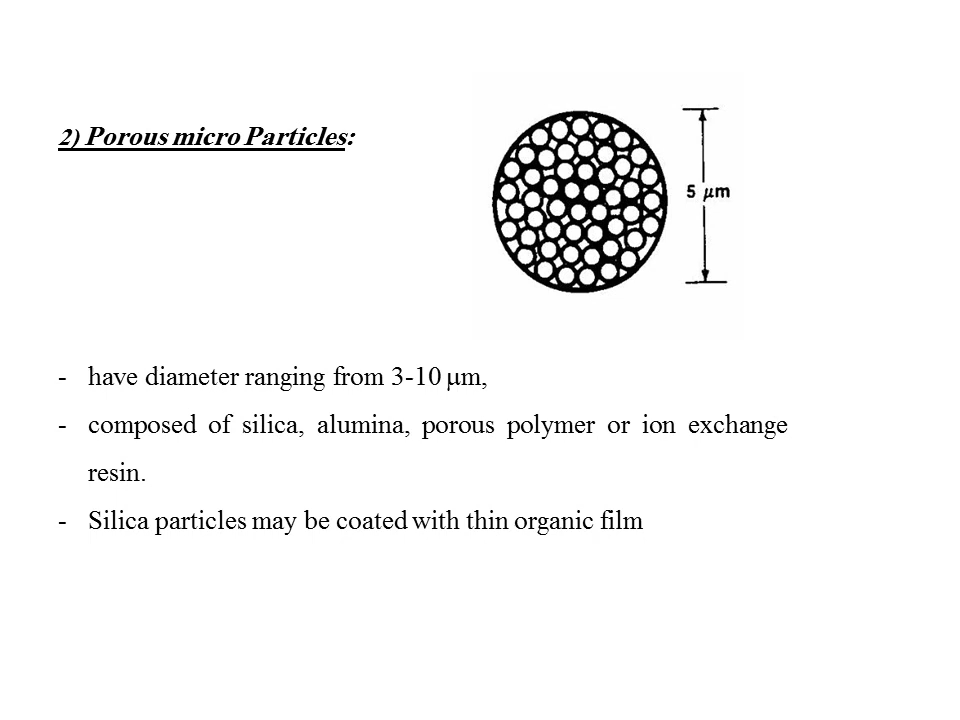 2) Porous micro Particles:
5 μm
- have diameter ranging from 3-10 μm,
- composed of silica, alumina, porous polymer or ion exchange
resin.
- Silica particles may be coated with thin organic film